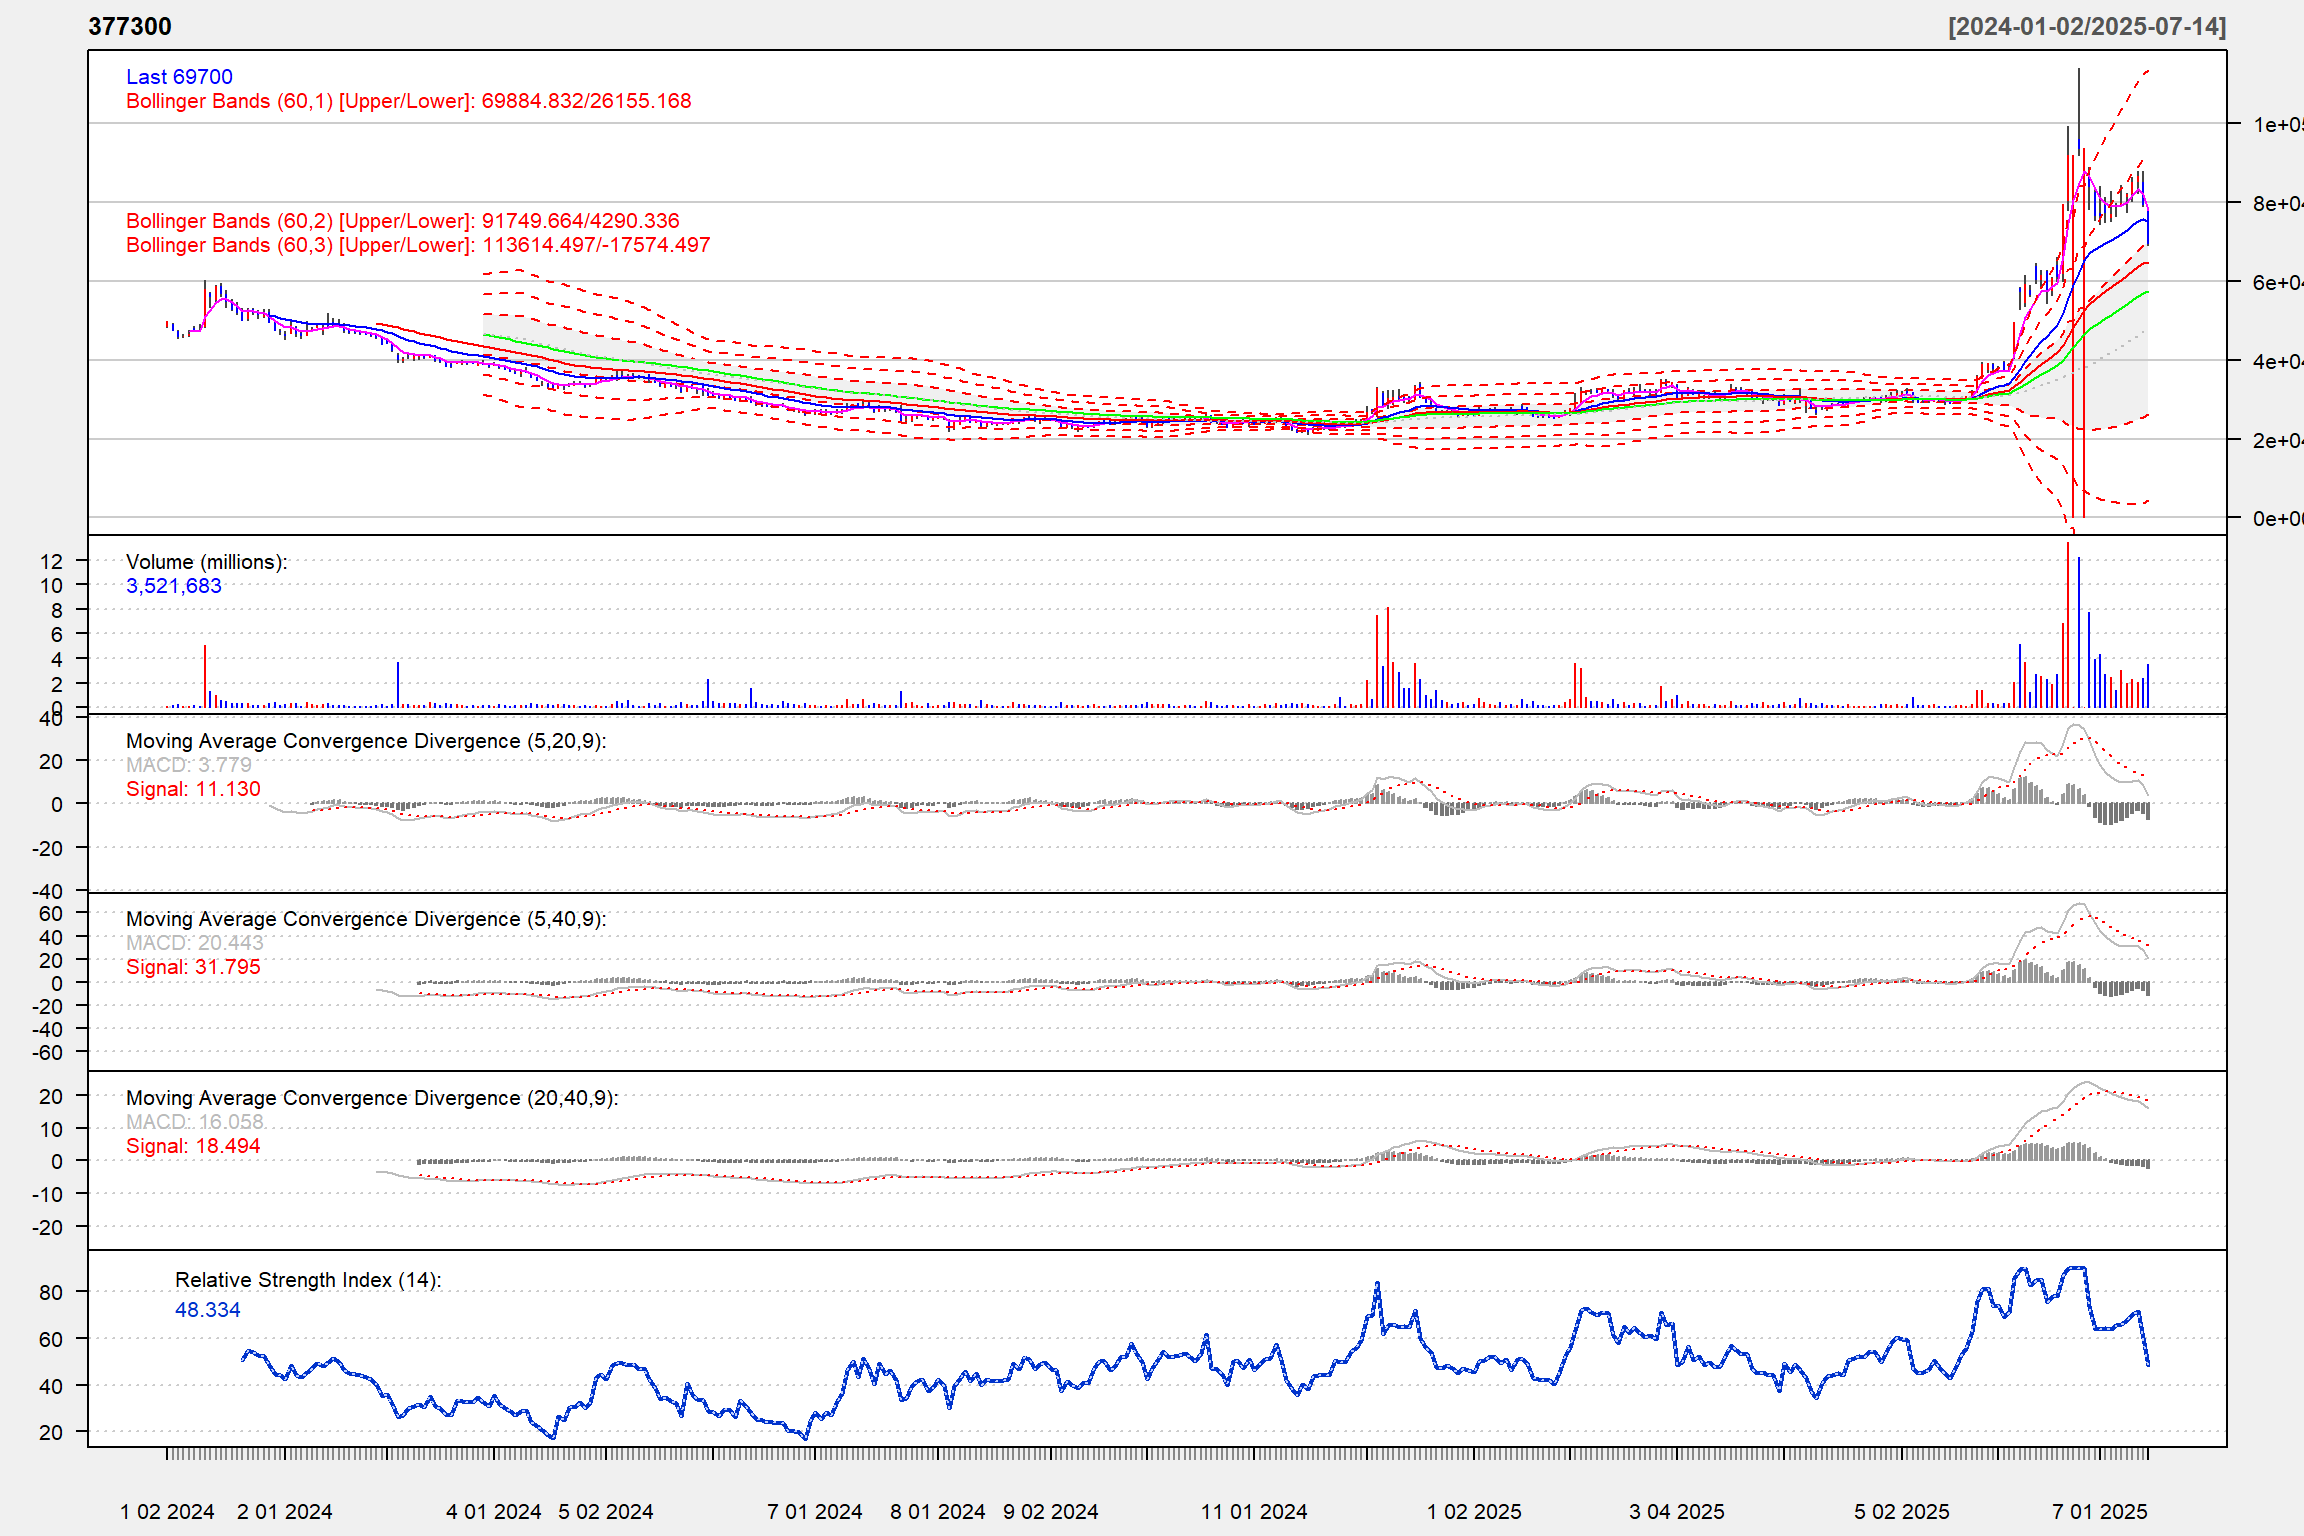 377300 [2024-01-02/2025-07-14]
Last 69700
Bollinger Bands (60,1) [Upper/Lower]: 69884.832/26155.168
Bollinger Bands (60,2) [Upper/Lower]: 91749.664/4290.336
Bollinger Bands (60,3) [Upper/Lower]: 113614.497/-17574.497
1e+05
8e+04
6e+04
4e+04
2e+04
0e+00
Volume (millions):
3,521,683
12
10
8
6
4
2
0
Moving Average Convergence Divergence (5,20,9):
MACD: 3.779
Signal: 11.130
40
20
0
-20
-40
Moving Average Convergence Divergence (5,40,9):
MACD: 20.443
Signal: 31.795
60
40
20
0
-20
-40
-60
Moving Average Convergence Divergence (20,40,9):
MACD: 16.058
Signal: 18.494
20
10
0
-10
-20
Relative Strength Index (14):
48.334
80
60
40
20
1 02 2024 2 01 2024 4 01 2024 5 02 2024 7 01 2024 8 01 2024 9 02 2024 11 01 2024 1 02 2025 3 04 2025 5 02 2025 7 01 2025